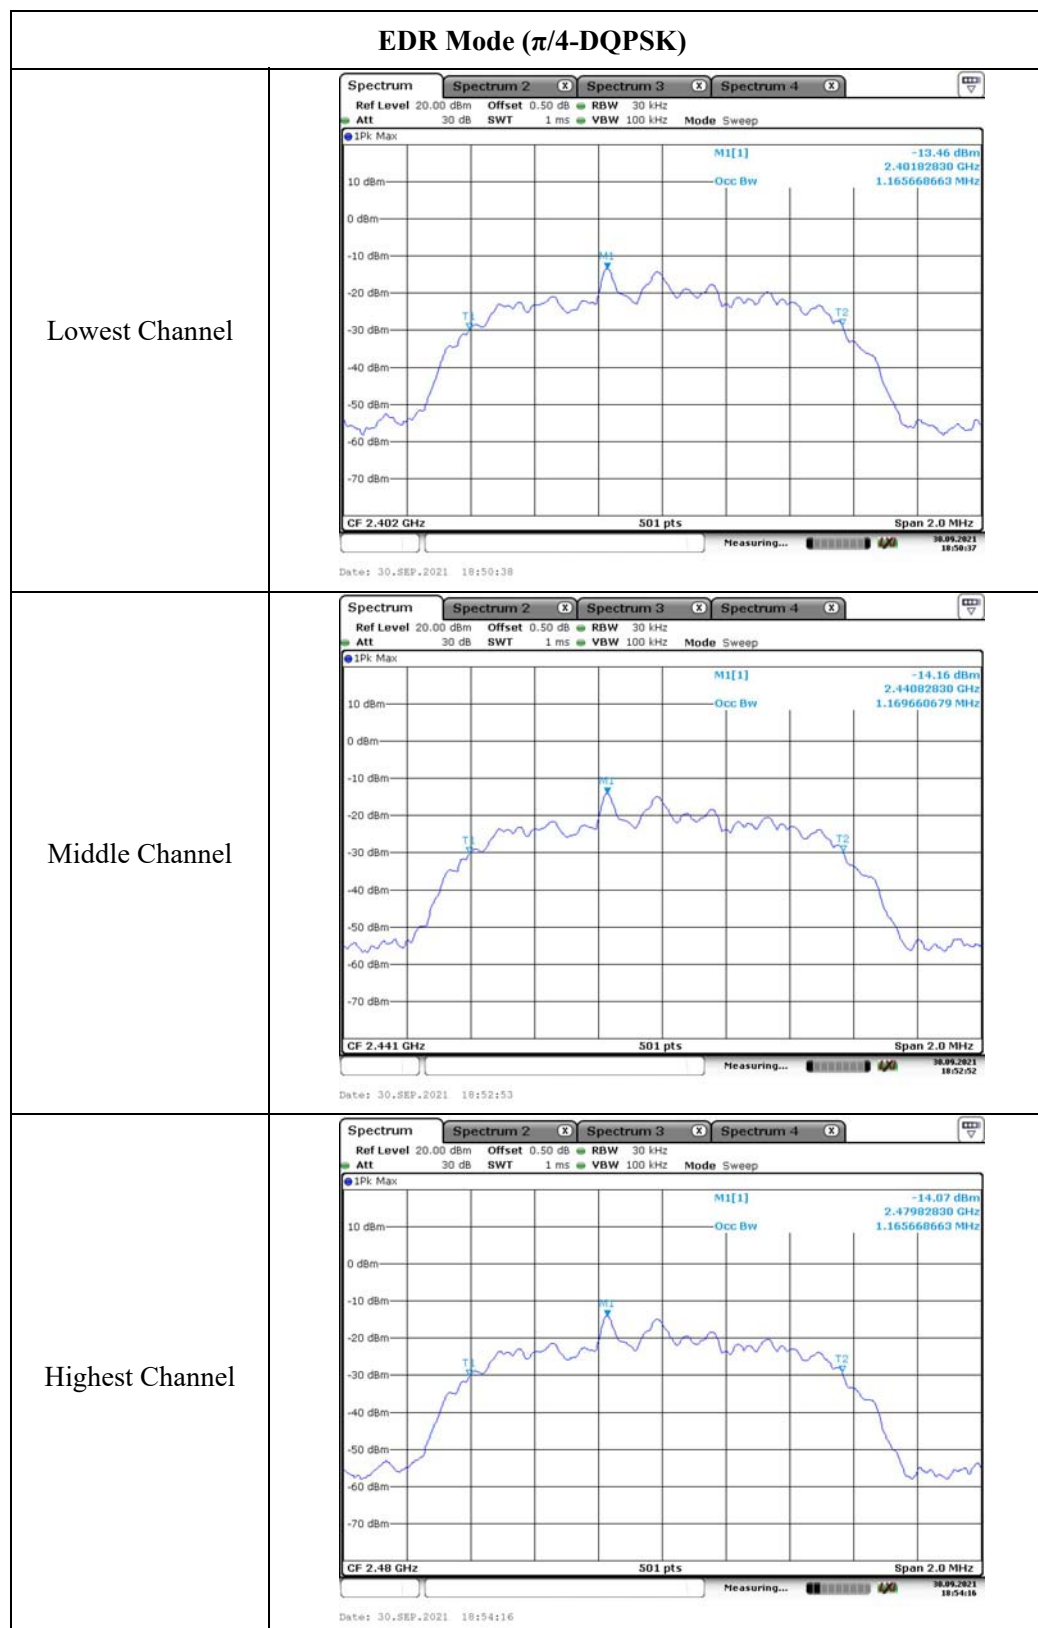 EDR Mode (π/4-DQPSK)
Lowest Channel
Spectrum Spectrum 2 X Spectrum 3 X Spectrum 4 X
Ref Level 20.00 dBm Offset 0.50 dB RBW 30 kHz
Att 30 dB SWT 1 ms VBW 100 kHz Mode Sweep
1Pk Max
M1[1] -13.46 dBm
2.40182830 GHz
10 dBm Occ Bw 1.165668663 MHz
0 dBm
-10 dBm
M1
-20 dBm
T1 T2
-30 dBm
-40 dBm
-50 dBm
-60 dBm
-70 dBm
CF 2.402 GHz 501 pts Span 2.0 MHz
Measuring... 30.09.2021
18:50:37
Date: 30.SEP.2021 18:50:38
Middle Channel
Spectrum Spectrum 2 X Spectrum 3 X Spectrum 4 X
Ref Level 20.00 dBm Offset 0.50 dB RBW 30 kHz
Att 30 dB SWT 1 ms VBW 100 kHz Mode Sweep
1Pk Max
M1[1] -14.16 dBm
2.44082830 GHz
10 dBm Occ Bw 1.169660679 MHz
0 dBm
-10 dBm
M1
-20 dBm
T1 T2
-30 dBm
-40 dBm
-50 dBm
-60 dBm
-70 dBm
CF 2.441 GHz 501 pts Span 2.0 MHz
Measuring... 30.09.2021
18:52:52
Date: 30.SEP.2021 18:52:53
Highest Channel
Spectrum Spectrum 2 X Spectrum 3 X Spectrum 4 X
Ref Level 20.00 dBm Offset 0.50 dB RBW 30 kHz
Att 30 dB SWT 1 ms VBW 100 kHz Mode Sweep
1Pk Max
M1[1] -14.07 dBm
2.47982830 GHz
10 dBm Occ Bw 1.165668663 MHz
0 dBm
-10 dBm
M1
-20 dBm
T1 T2
-30 dBm
-40 dBm
-50 dBm
-60 dBm
-70 dBm
CF 2.48 GHz 501 pts Span 2.0 MHz
Measuring... 30.09.2021
18:54:16
Date: 30.SEP.2021 18:54:16